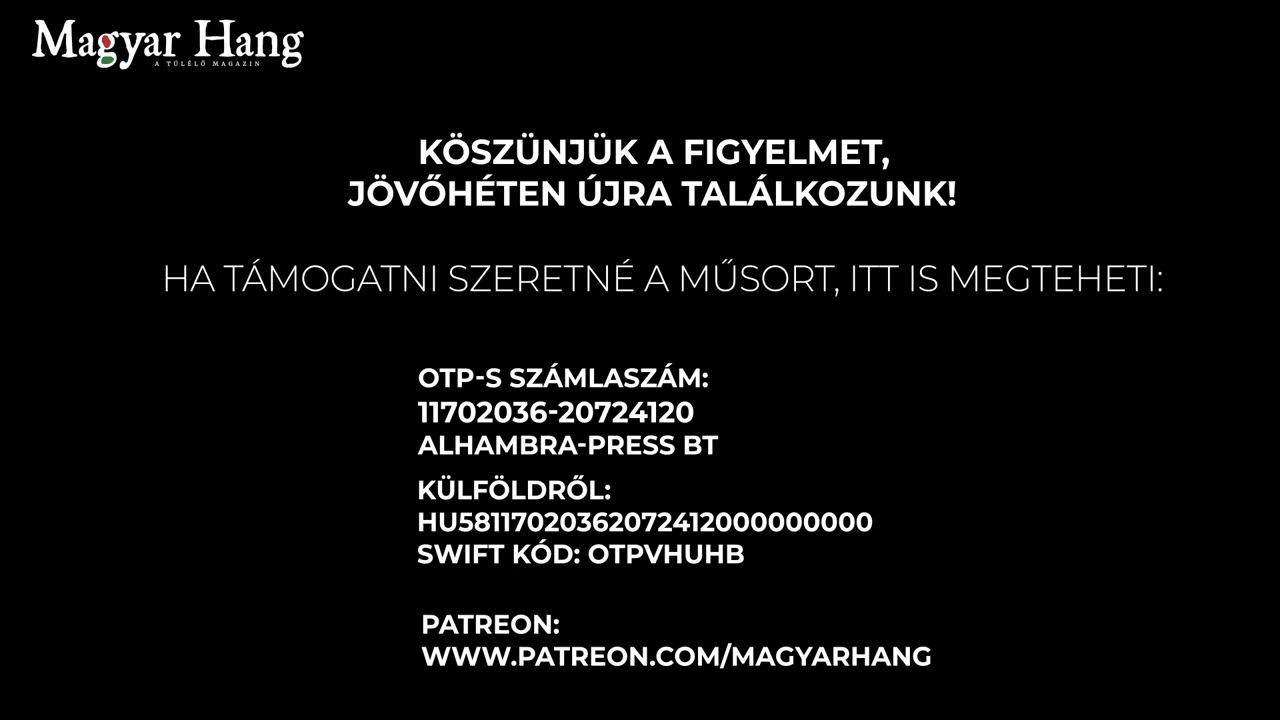 Magyar Hang
A TÚLÉLŐ MAGAZIN
KÖSZÜNJÜK A FIGYELMET,
JÖVŐHÉTEN ÚJRA TALÁLKOZUNK!
HA TÁMOGATNI SZERETNÉ A MŰSORT, ITT IS MEGTEHETI:
OTP-S SZÁMLASZÁM:
11702036-20724120
ALHAMBRA-PRESS BT
KÜLFÖLDRŐL:
HU58117020362072412000000000
SWIFT KÓD: OTPVHUHB
PATREON:
WWW.PATREON.COM/MAGYARHANG